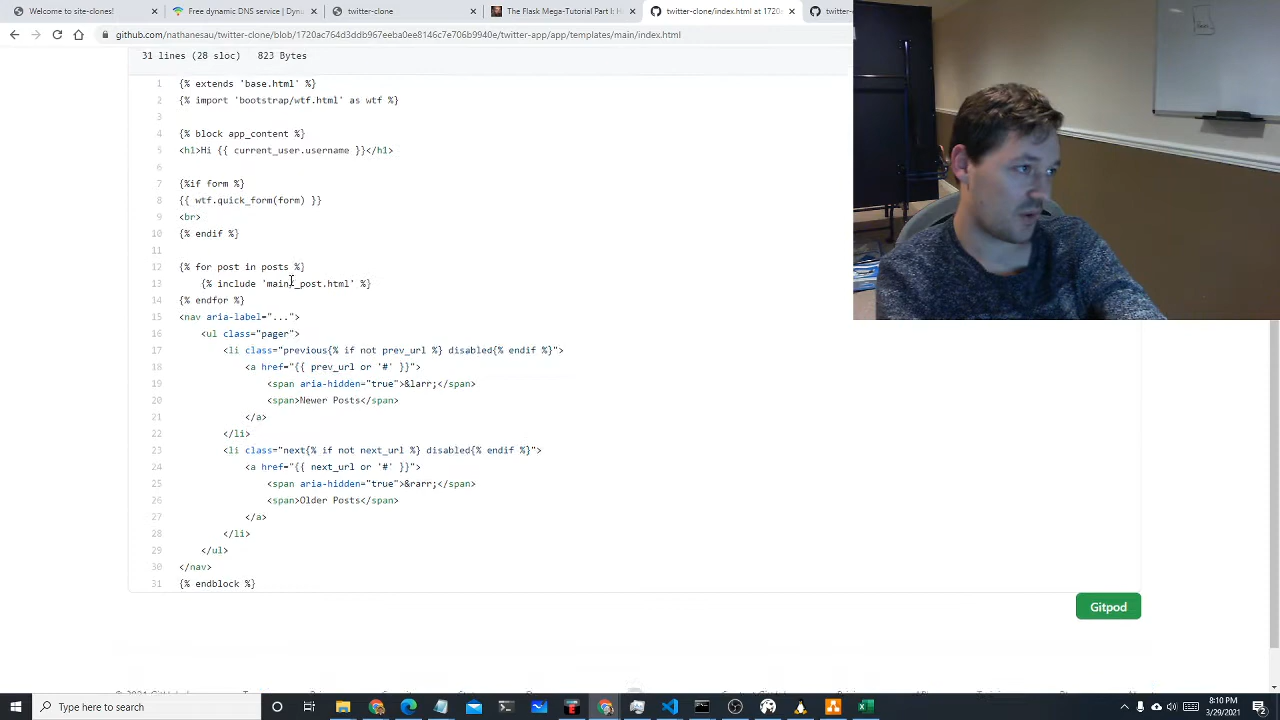 Welcome to site-clones!
Free dynamic DNS service | Dyna
twitter-clone
The Flask Mega-Tutorial Part I: H
twitter-clone/index.html at 1720a
twitter-
github.com/nathanesau/twitter-clone/blob/1720ac764d3ddb967eeba0ee8146c7e706b9940e/twitter-app/app/templates/main/index.html
31 lines (31 loc) 823 Bytes
1 {% extends 'base.html' %}
2 {% import 'bootstrap/wtf.html' as wtf %}
3
4 {% block app_content %}
5 <h1>Hi {{ current_user.username }}</h1>
6
7 {%if form %}
8 {{ wtf.quick_form(form) }}
9 <br>
10 {% endif %}
11
12 {% for post in posts %}
13 {% include 'main/_post.html' %}
14 {% endfor %}
15 <nav aria-label="...">
16 <ul class="pager">
17 <li class="previous{% if not prev_url %} disabled{% endif %}">
18 <a href="{{ prev_url or '#' }}">
19 <span aria-hidden="true">&larr;</span>
20 <span>Newer Posts</span>
21 </a>
22 </li>
23 <li class="next{% if not next_url %} disabled{% endif %}">
24 <a href="{{ next_url or '#' }}">
25 <span aria-hidden="true">&narr;</span>
26 <span>Older Posts</span>
27 </a>
28 </li>
29 </ul>
30 </nav>
31 {% endblock %}
Gitpod
Type here to search
8:10 PM
3/29/2021